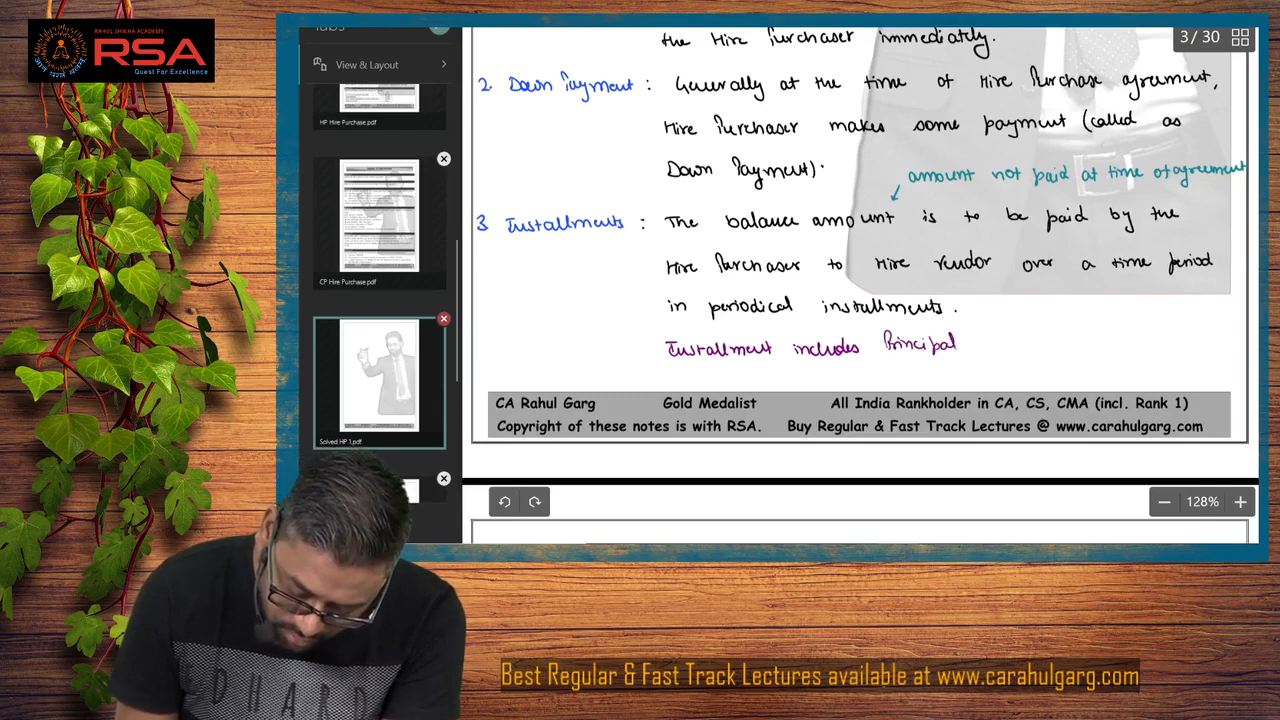 RAHUL SHIKHA ACADEMY
RSA
Quest For Excellence
View & Layout
HP Hire Purchase.pdf
CP Hire Purchase.pdf
Solved HP 1.pdf
3 / 30
the Hire Purchaser immediately.
2. Down Payment : Generally at the time of Hire Purchase agreement,
Hire Purchaser makes some payment (called as
Down Payment).
amount not paid at time of agreement
3 Installments : The balance amount is to be paid by the
Hire Purchaser to Hire vendor over a time period
in periodical installments.
Installment includes Principal
CA Rahul Garg Gold Medalist All India Rankholder in CA, CS, CMA (incl. Rank 1)
Copyright of these notes is with RSA. Buy Regular & Fast Track Lectures @ www.carahulgarg.com
128%
Best Regular & Fast Track Lectures available at www.carahulgarg.com